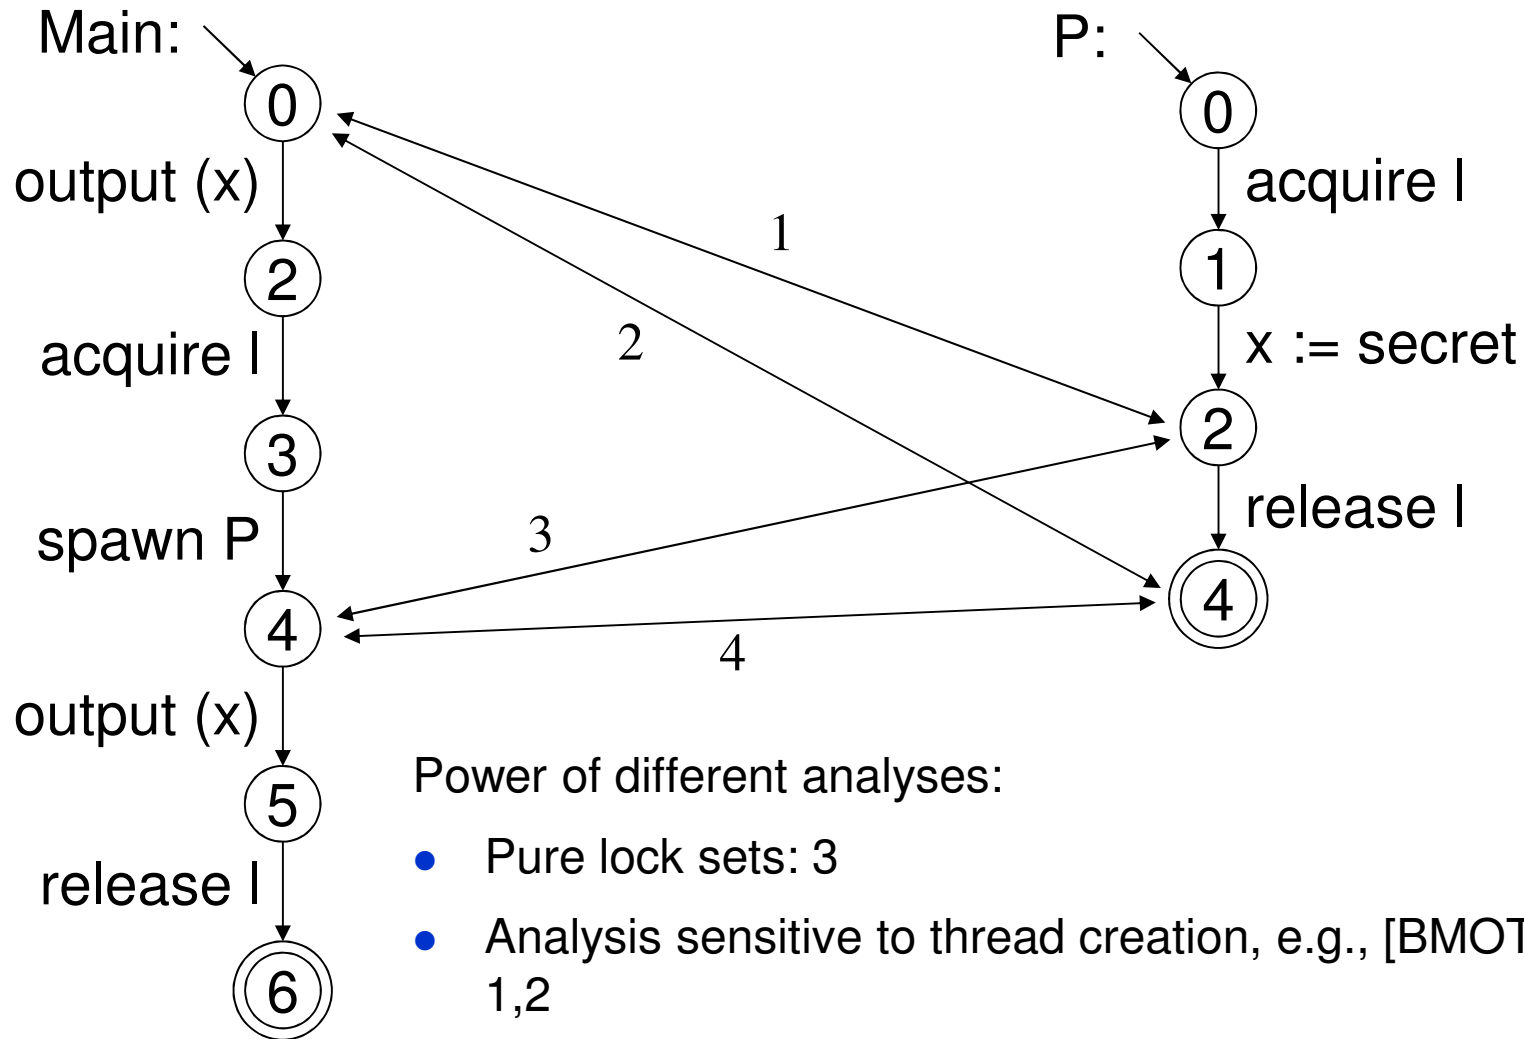 Main:
0
output (x)
2
acquire l
3
spawn P
4
output (x)
5
release l
6
1
2
3
4
P:
0
acquire l
1
x := secret
2
release l
4
Power of different analyses:
● Pure lock sets: 3
● Analysis sensitive to thread creation, e.g., [BMOT
1,2